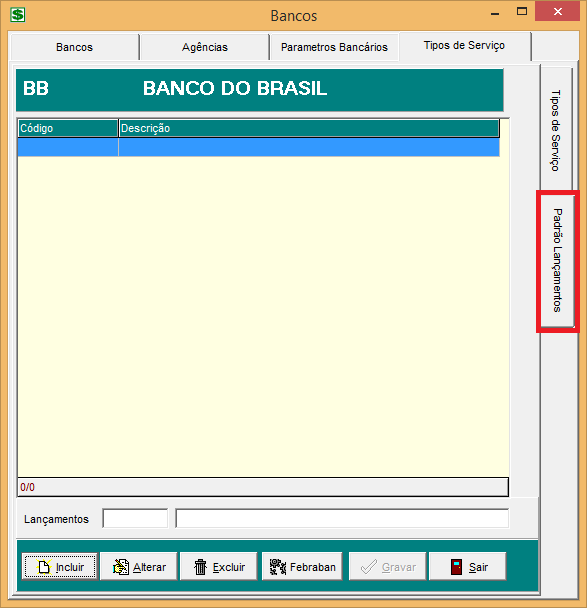 Bancos
Bancos Agências Parametros Bancários Tipos de Serviço
BB BANCO DO BRASIL
Código Descrição
Tipos de Serviço
Padrão Lançamentos
0/0
Lançamentos
Incluir Alterar Excluir Febraban Gravar Sair